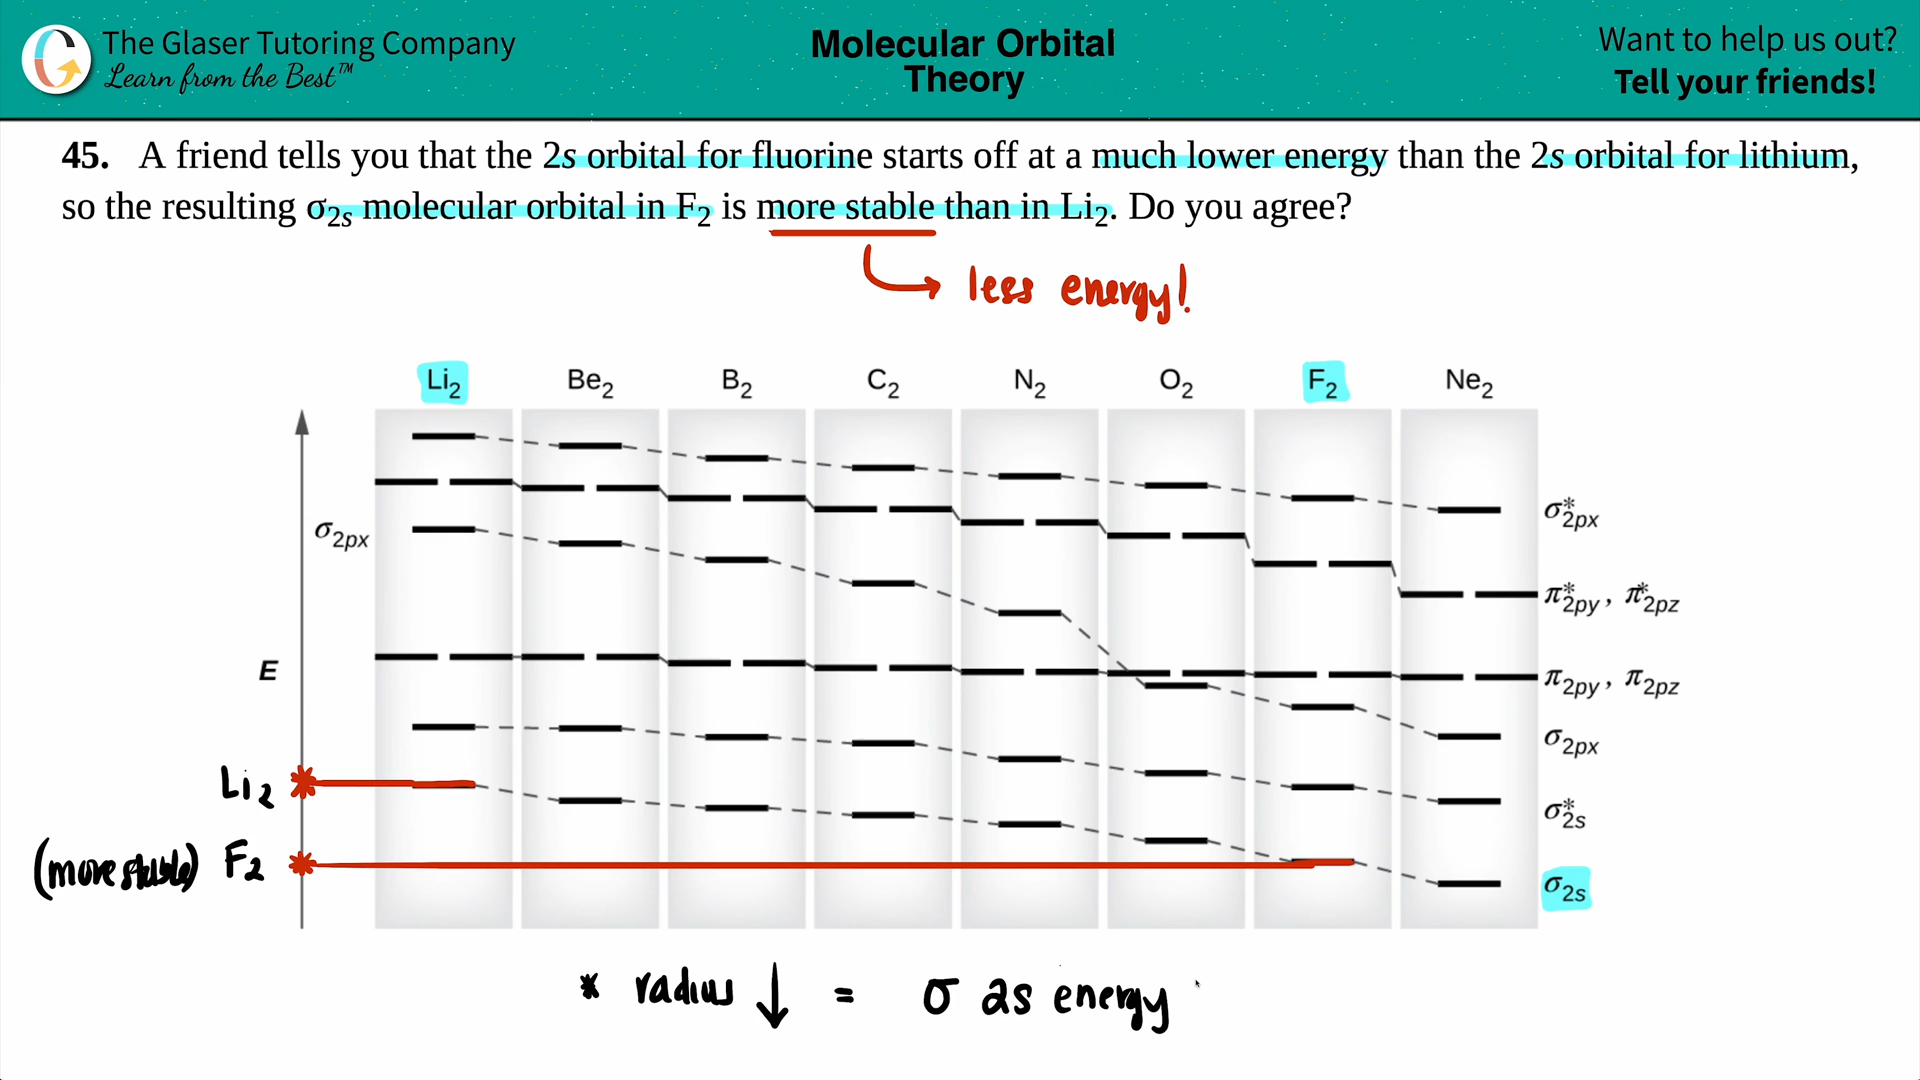 The Glaser Tutoring Company
Learn from the Best™
Molecular Orbital
Theory
Want to help us out?
Tell your friends!
45. A friend tells you that the 2s orbital for fluorine starts off at a much lower energy than the 2s orbital for lithium,
so the resulting σ2s molecular orbital in F2 is more stable than in Li2. Do you agree?
less energy!
Li2 Be2 B2 C2 N2 O2 F2 Ne2
σ*2px
σ2px
π*2py, π*2pz
E
π2py, π2pz
σ2px
Li2
σ*2s
(more stable) F2
σ2s
* radius ↓ = σ 2s energy